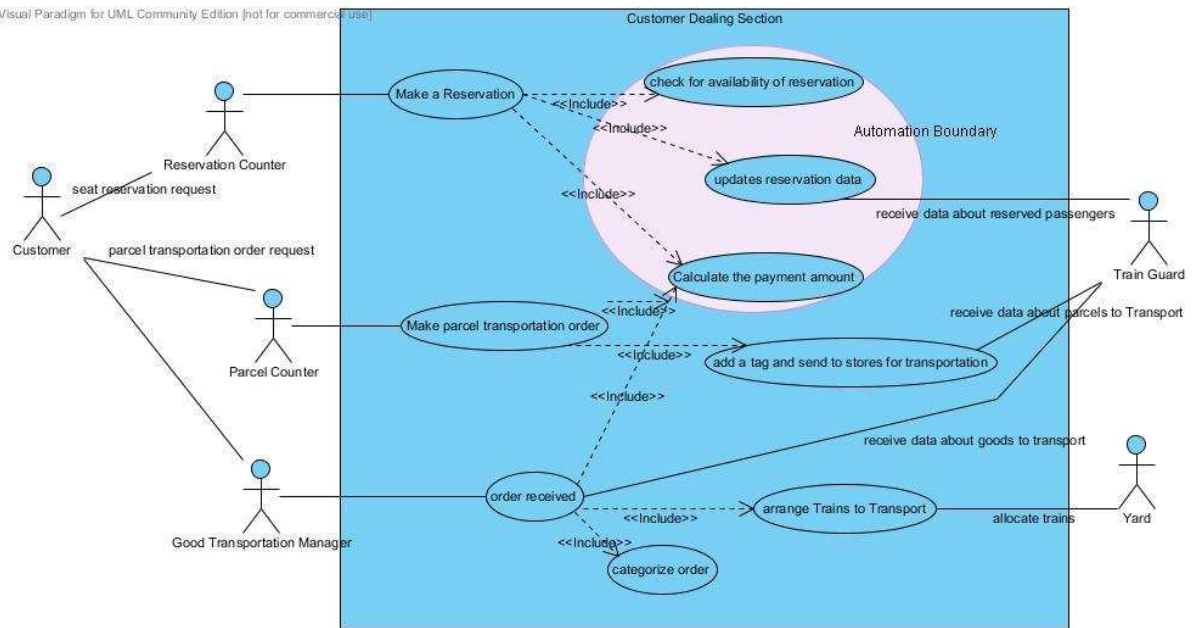 Visual Paradigm for UML Community Edition [not for commercial use]
Customer Dealing Section
check for availability of reservation
Make a Reservation
<<Include>>
<<Include>>
Automation Boundary
Reservation Counter
seat reservation request
updates reservation data
<<Include>>
receive data about reserved passengers
Customer
parcel transportation order request
Calculate the payment amount
Train Guard
<<Include>>
receive data about parcels to Transport
Make parcel transportation order
<<Include>>
add a tag and send to stores for transportation
Parcel Counter
<<Include>>
receive data about goods to transport
order received
arrange Trains to Transport
<<Include>>
allocate trains
Yard
Good Transportation Manager
<<Include>>
categorize order